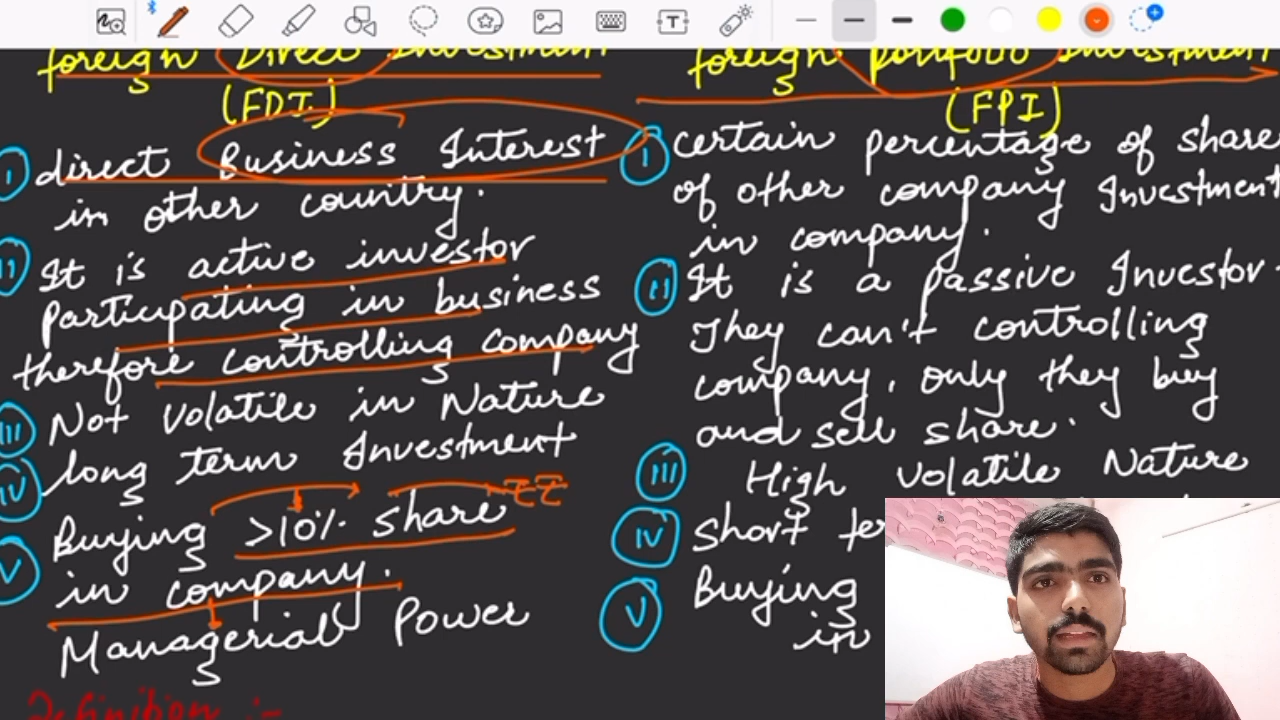 foreign Direct Investment
(FDI)
I direct Business Interest
in other country.
II It is active investor
Participating in business
therefore controlling company
III Not volatile in Nature
IV long term Investment
V Buying >10% share
in company.
Managerial Power
Definition :-
foreign portfolio Investment
(FPI)
I certain percentage of share
of other company Investment
in company.
II It is a passive Investor.
They can't controlling
company, only they buy
and sell share.
III High volatile Nature
IV Short
V Buying
in